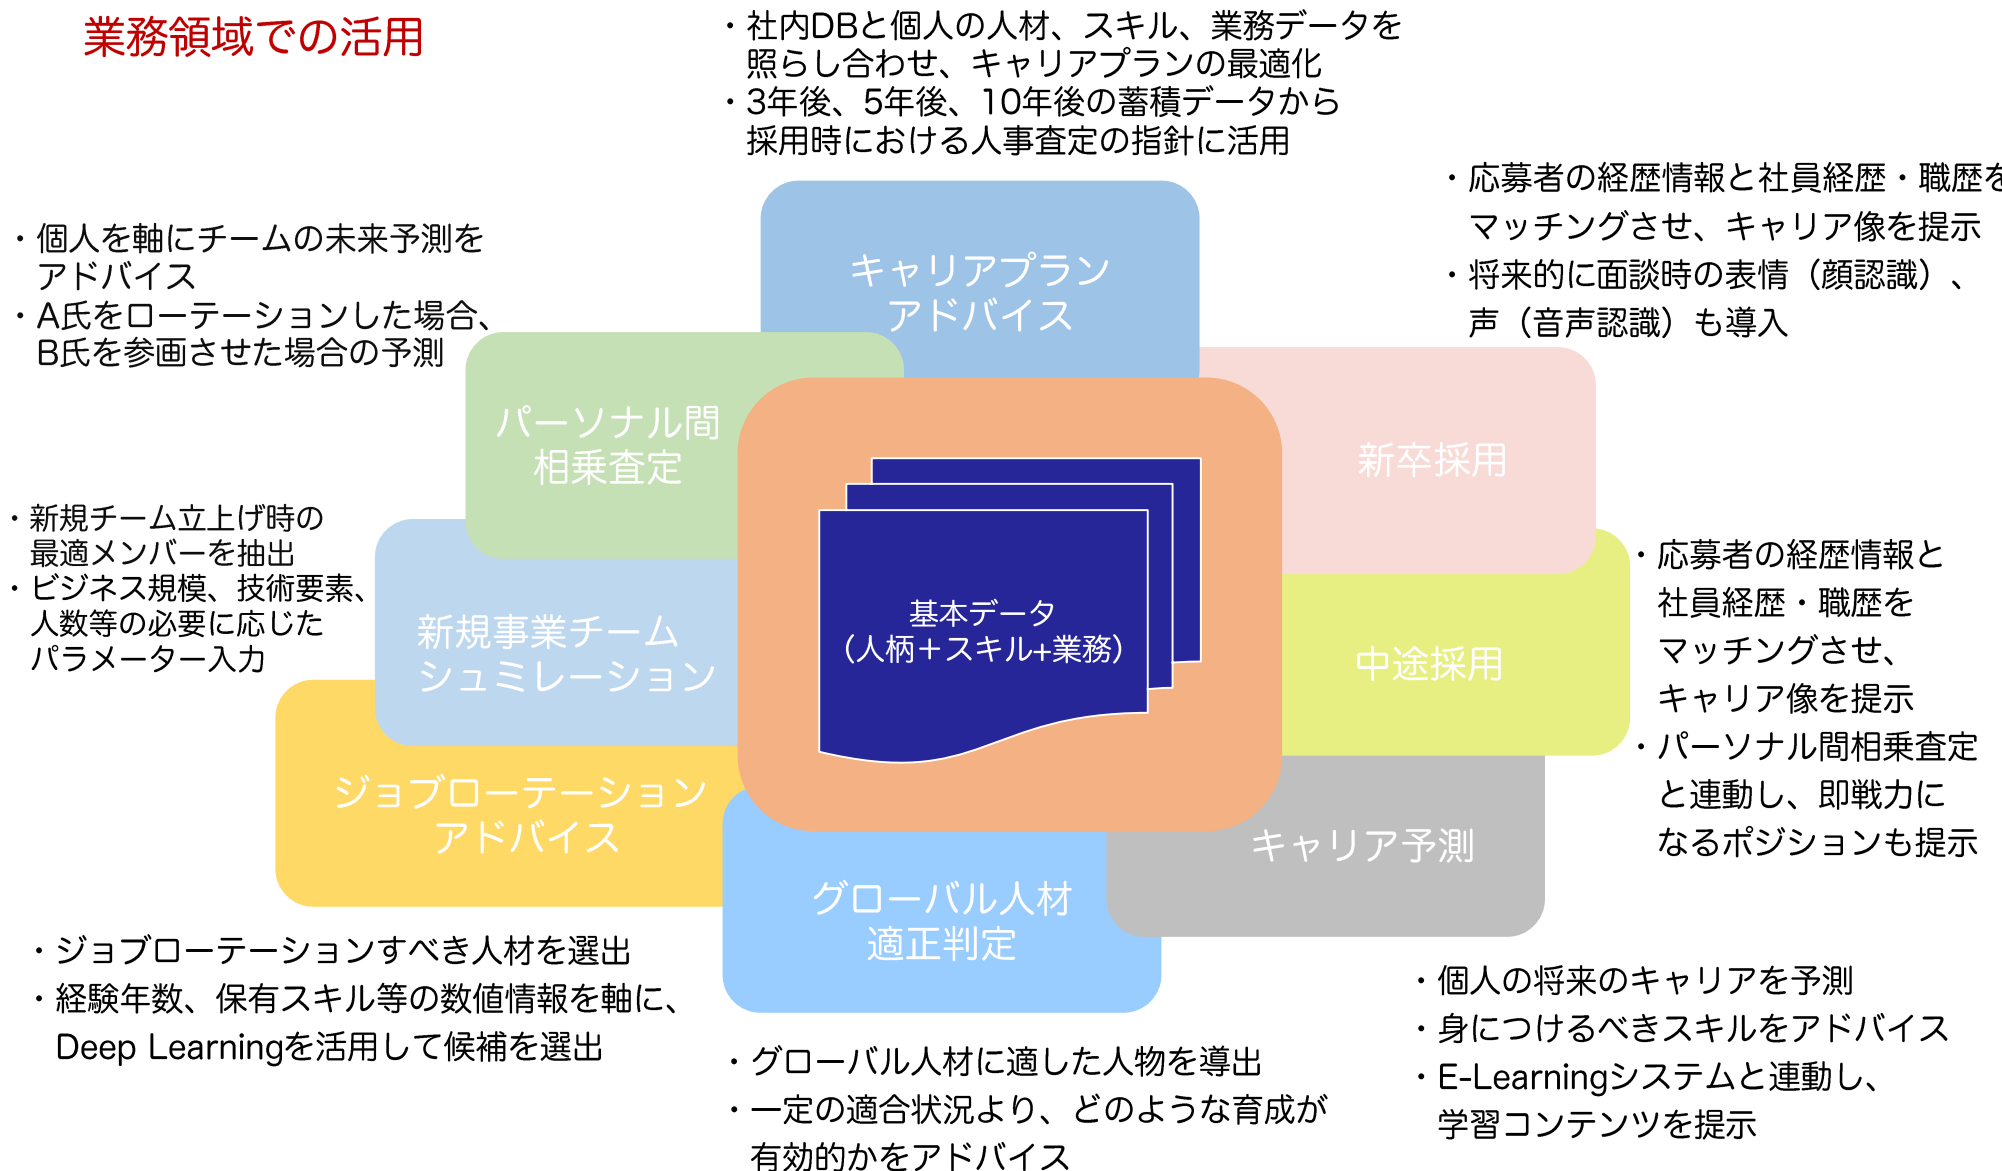 業務領域での活用
・社内DBと個人の人材、スキル、業務データを
照らし合わせ、キャリアプランの最適化
・3年後、5年後、10年後の蓄積データから
採用時における人事査定の指針に活用
・応募者の経歴情報と社員経歴・職歴を
マッチングさせ、キャリア像を提示
・将来的に面談時の表情（顔認識）、
声（音声認識）も導入
・個人を軸にチームの未来予測を
アドバイス
・A氏をローテーションした場合、
B氏を参画させた場合の予測
キャリアプラン
アドバイス
パーソナル間
相乗査定
新卒採用
・新規チーム立上げ時の
最適メンバーを抽出
・ビジネス規模、技術要素、
人数等の必要に応じた
パラメーター入力
新規事業チーム
シュミレーション
基本データ
（人柄＋スキル+業務）
中途採用
・応募者の経歴情報と
社員経歴・職歴を
マッチングさせ、
キャリア像を提示
・パーソナル間相乗査定
と連動し、即戦力に
なるポジションも提示
ジョブローテーション
アドバイス
キャリア予測
グローバル人材
適正判定
・ジョブローテーションすべき人材を選出
・経験年数、保有スキル等の数値情報を軸に、
Deep Learningを活用して候補を選出
・グローバル人材に適した人物を導出
・一定の適合状況より、どのような育成が
有効的かをアドバイス
・個人の将来のキャリアを予測
・身につけるべきスキルをアドバイス
・E-Learningシステムと連動し、
学習コンテンツを提示